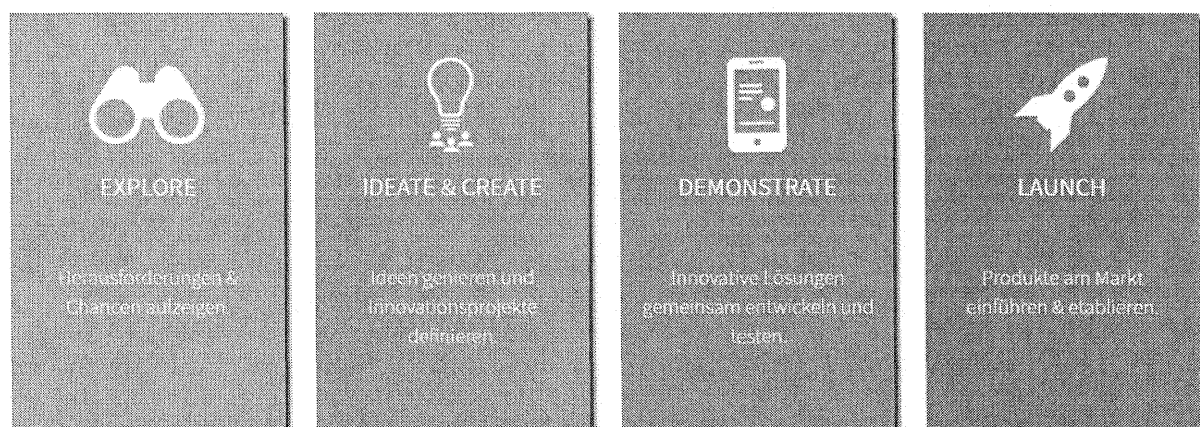 EXPLORE
Herausforderungen &
Chancen aufzeigen.
IDEATE & CREATE
Ideen genieren und
Innovationsprojekte
definieren.
DEMONSTRATE
Innovative Lösungen
gemeinsam entwickeln und
testen.
LAUNCH
Produkte am Markt
einführen & etablieren.